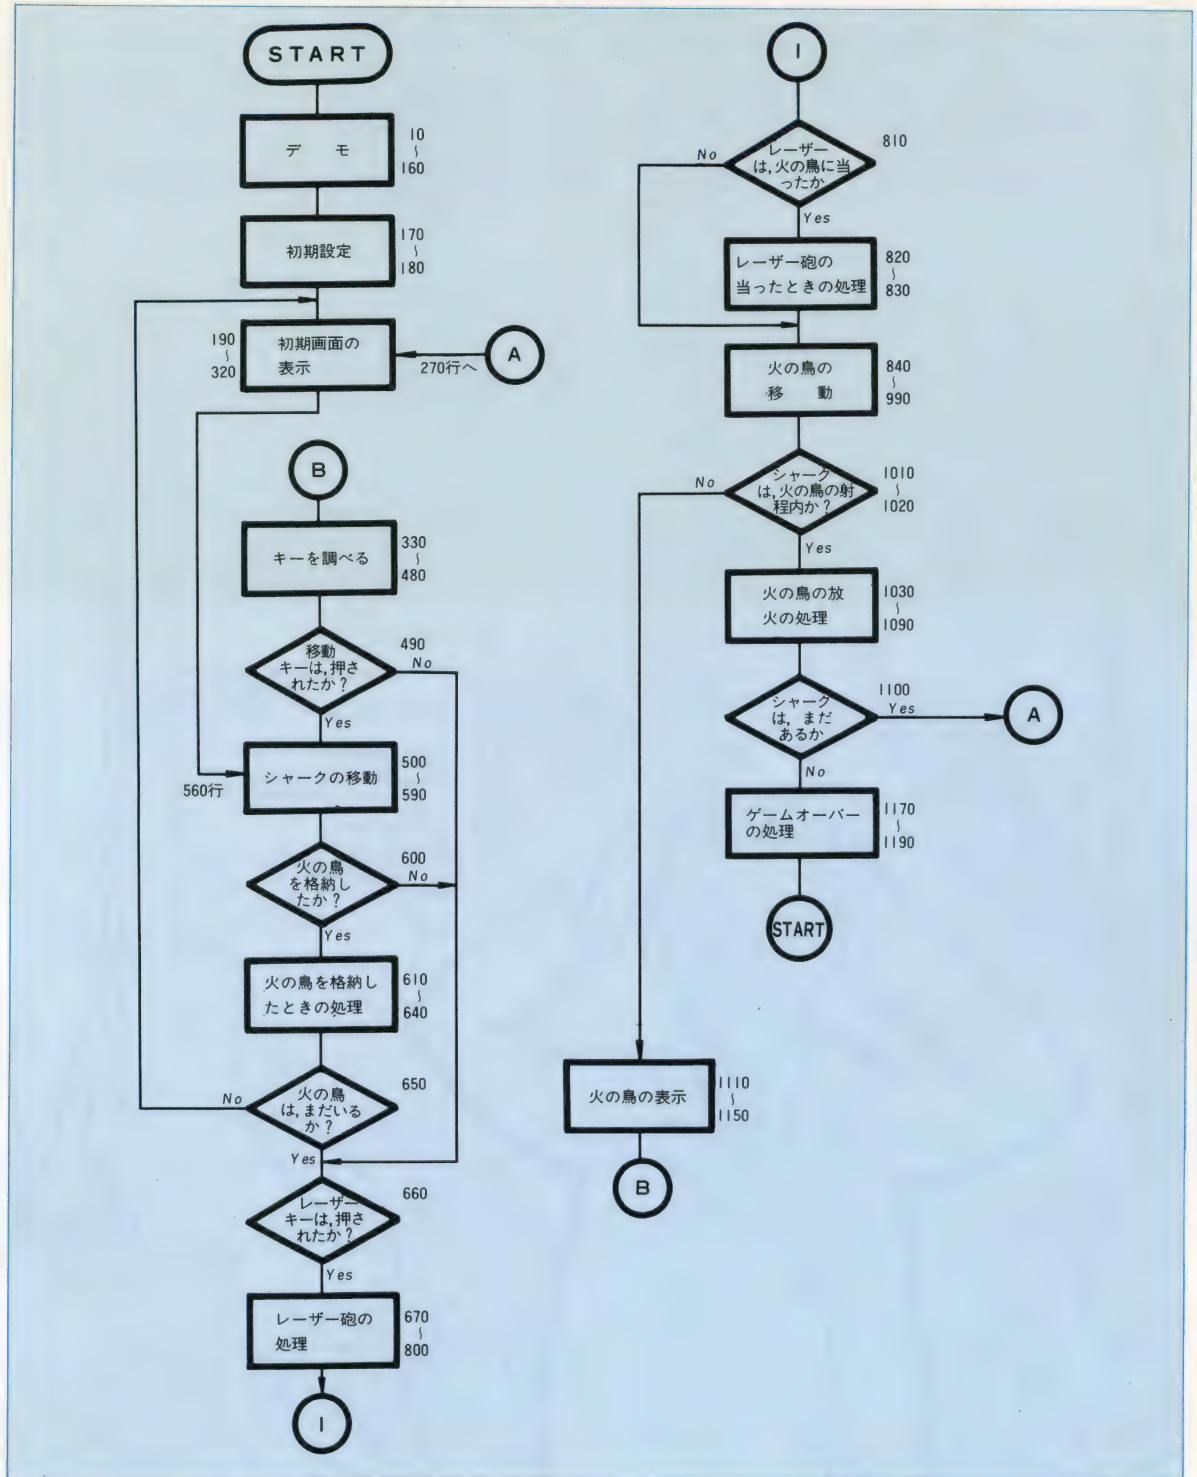 START
デ モ
10
〜
160
初期設定
170
〜
180
初期画面の
表示
190
〜
320
A
270行へ
B
キーを調べる
330
〜
480
移動
キーは,押さ
れたか?
490
No
Yes
シャークの移動
500
〜
590
560行
火の鳥
を格納し
たか?
600
No
Yes
火の鳥を格納し
たときの処理
610
〜
640
火の鳥
は,まだいる
か?
650
No
Yes
レーザー
キーは,押さ
れたか?
660
Yes
レーザー砲の
処理
670
〜
800
I
I
レーザー
は,火の鳥に当
ったか
810
No
Yes
レーザー砲の
当ったときの処理
820
〜
830
火の鳥の
移 動
840
〜
990
シャーク
は,火の鳥の射
程内か?
1010
〜
1020
No
Yes
火の鳥の放
火の処理
1030
〜
1090
シャーク
は,まだ
あるか
1100
Yes
A
No
ゲームオーバー
の処理
1170
〜
1190
START
火の鳥の表示
1110
〜
1150
B